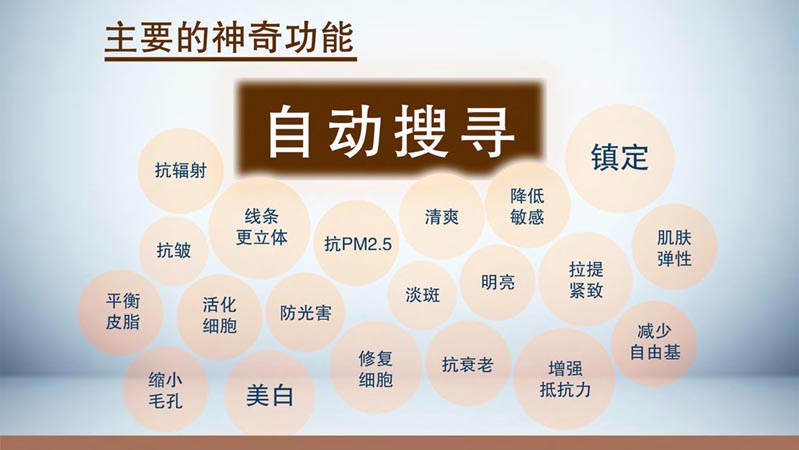 主要的神奇功能
自动搜寻
抗辐射
线条
更立体
抗PM2.5
清爽
降低
敏感
镇定
抗皱
淡斑
明亮
拉提
紧致
肌肤
弹性
平衡
皮脂
活化
细胞
防光害
缩小
毛孔
美白
修复
细胞
抗衰老
增强
抵抗力
减少
自由基